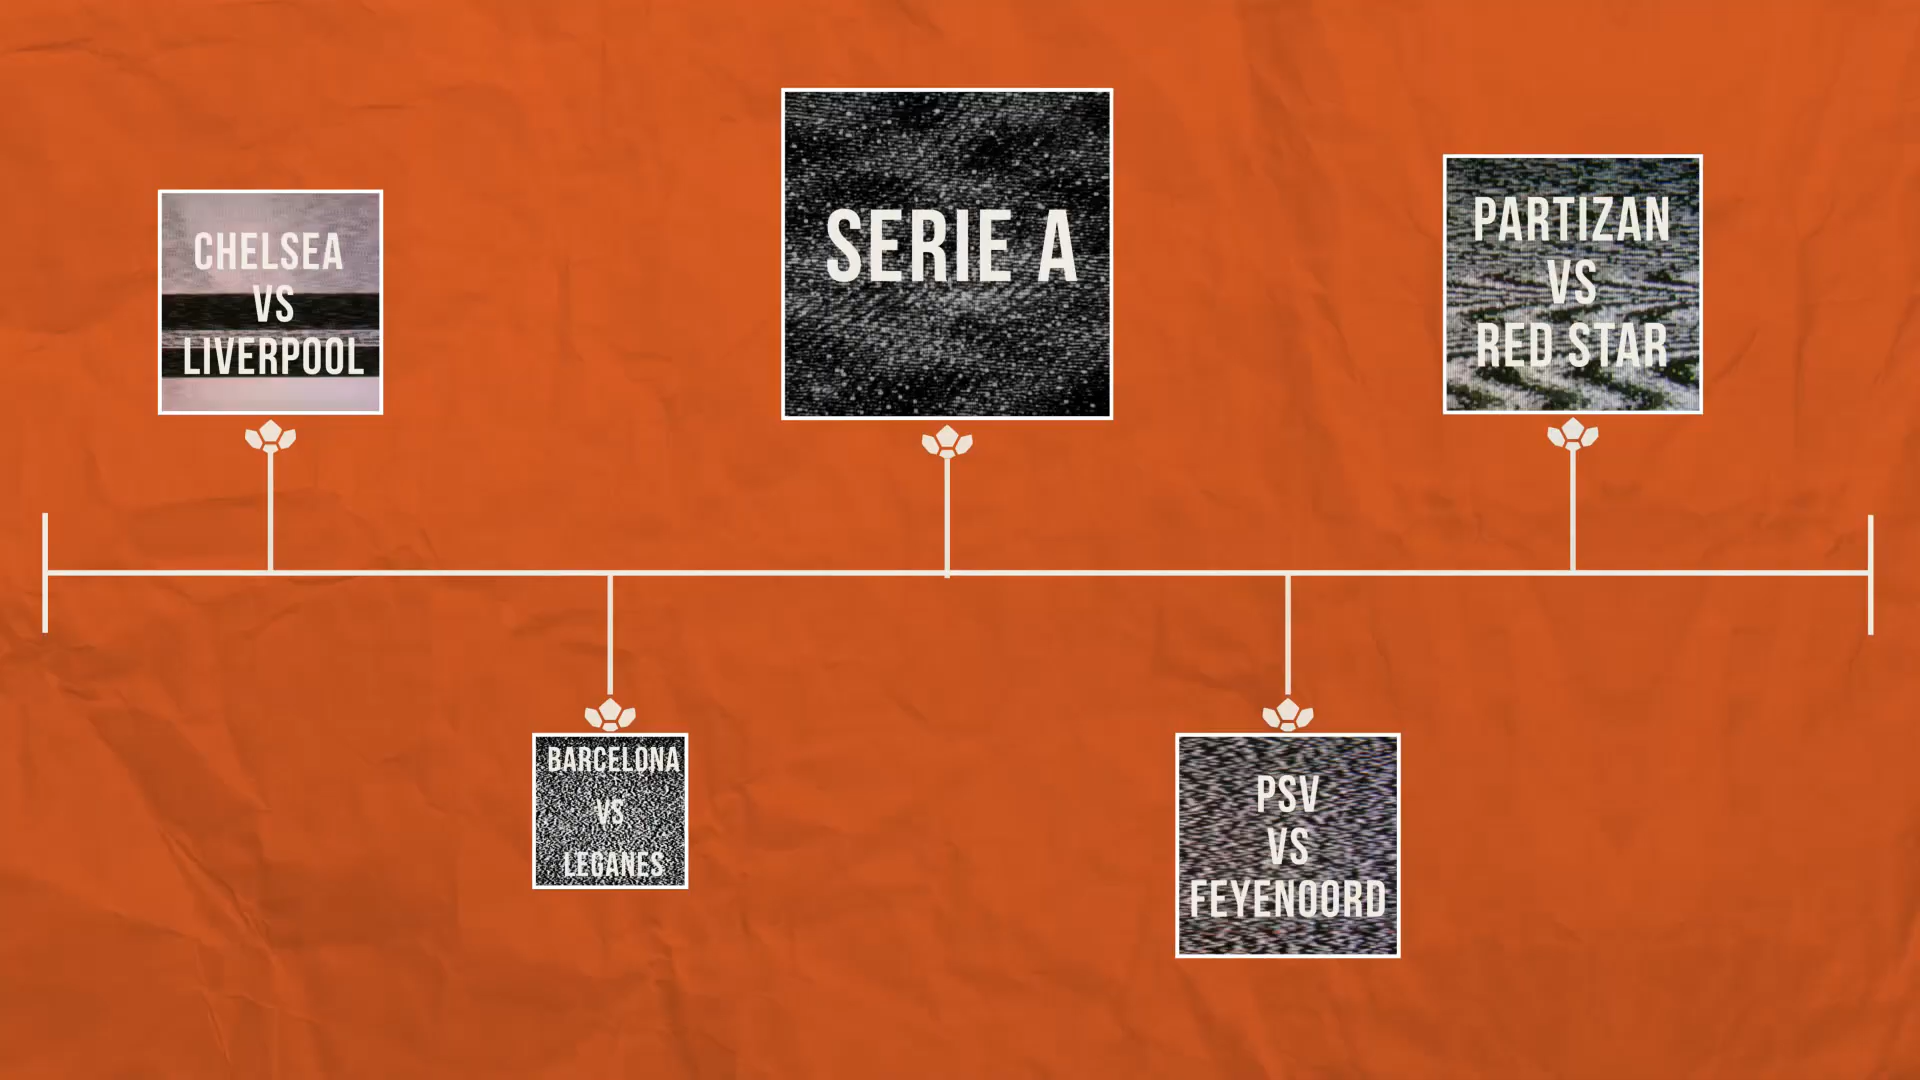 CHELSEA
VS
LIVERPOOL
BARCELONA
VS
LEGANES
SERIE A
PSV
VS
FEYENOORD
PARTIZAN
VS
RED STAR